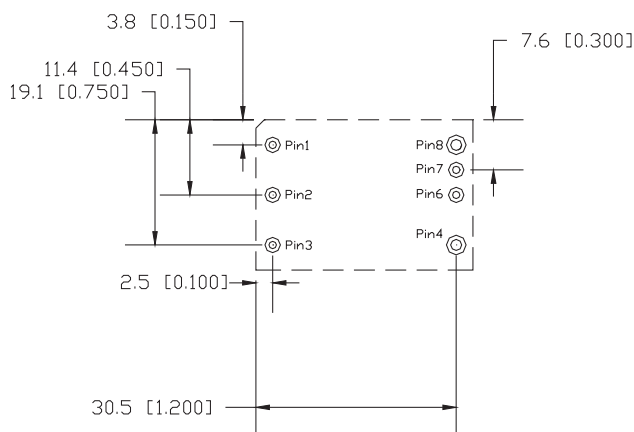 3.8 [0.150]
7.6 [0.300]
11.4 [0.450]
19.1 [0.750]
Pin1
Pin8
Pin7
Pin2
Pin6
Pin4
Pin3
2.5 [0.100]
30.5 [1.200]